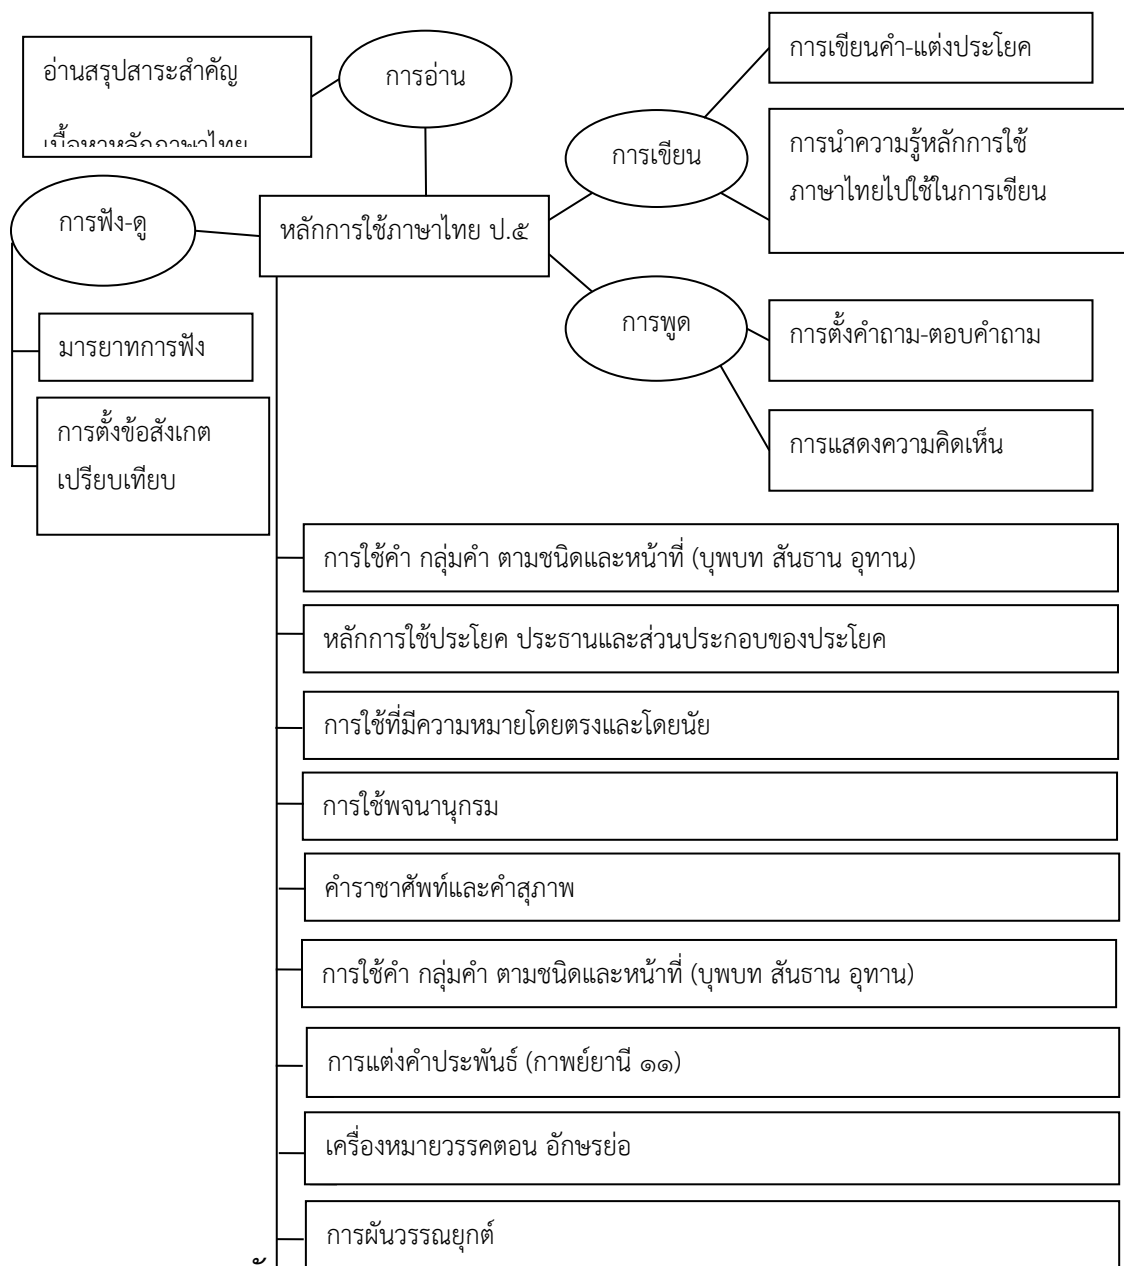 อ่านสรุปสาระสำคัญ
เนื้อหาหลักภาษาไทย
การอ่าน
การเขียนคำ-แต่งประโยค
การเขียน
การนำความรู้หลักการใช้
ภาษาไทยไปใช้ในการเขียน
การฟัง-ดู
หลักการใช้ภาษาไทย ป.๕
การพูด
การตั้งคำถาม-ตอบคำถาม
มารยาทการฟัง
การตั้งข้อสังเกต
เปรียบเทียบ
การแสดงความคิดเห็น
การใช้คำ กลุ่มคำ ตามชนิดและหน้าที่ (บุพบท สันธาน อุทาน)
หลักการใช้ประโยค ประธานและส่วนประกอบของประโยค
การใช้ที่มีความหมายโดยตรงและโดยนัย
การใช้พจนานุกรม
คำราชาศัพท์และคำสุภาพ
การใช้คำ กลุ่มคำ ตามชนิดและหน้าที่ (บุพบท สันธาน อุทาน)
การแต่งคำประพันธ์ (กาพย์ยานี ๑๑)
เครื่องหมายวรรคตอน อักษรย่อ
การผันวรรณยุกต์